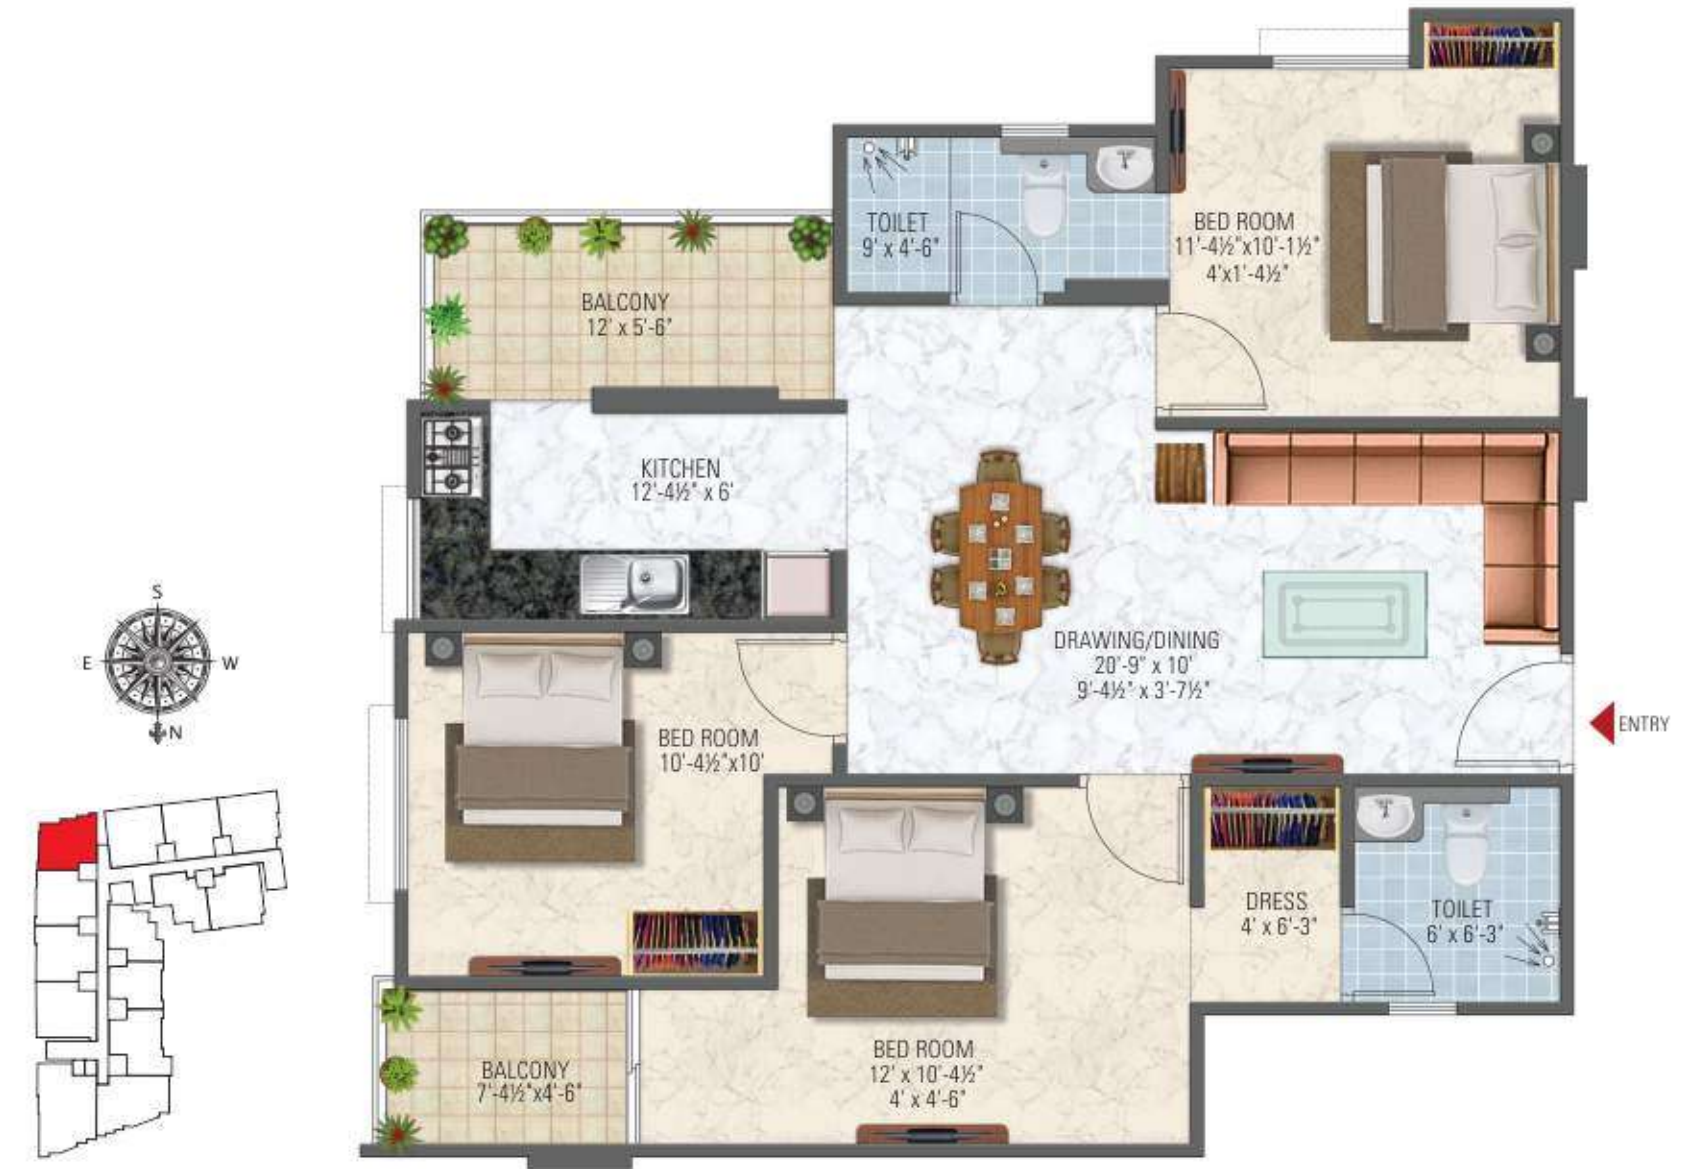 TOILET
9' x 4'-6"
BED ROOM
11'-4½"x10'-1½"
4'x1'-4½"
BALCONY
12' x 5'-6"
KITCHEN
12'-4½" x 6'
DRAWING/DINING
20'-9" x 10'
9'-4½" x 3'-7½"
ENTRY
S
E
W
N
BED ROOM
10'-4½"x10'
DRESS
4' x 6'-3"
TOILET
6' x 6'-3"
BED ROOM
12' x 10'-4½"
4' x 4'-6"
BALCONY
7'-4½"x4'-6"